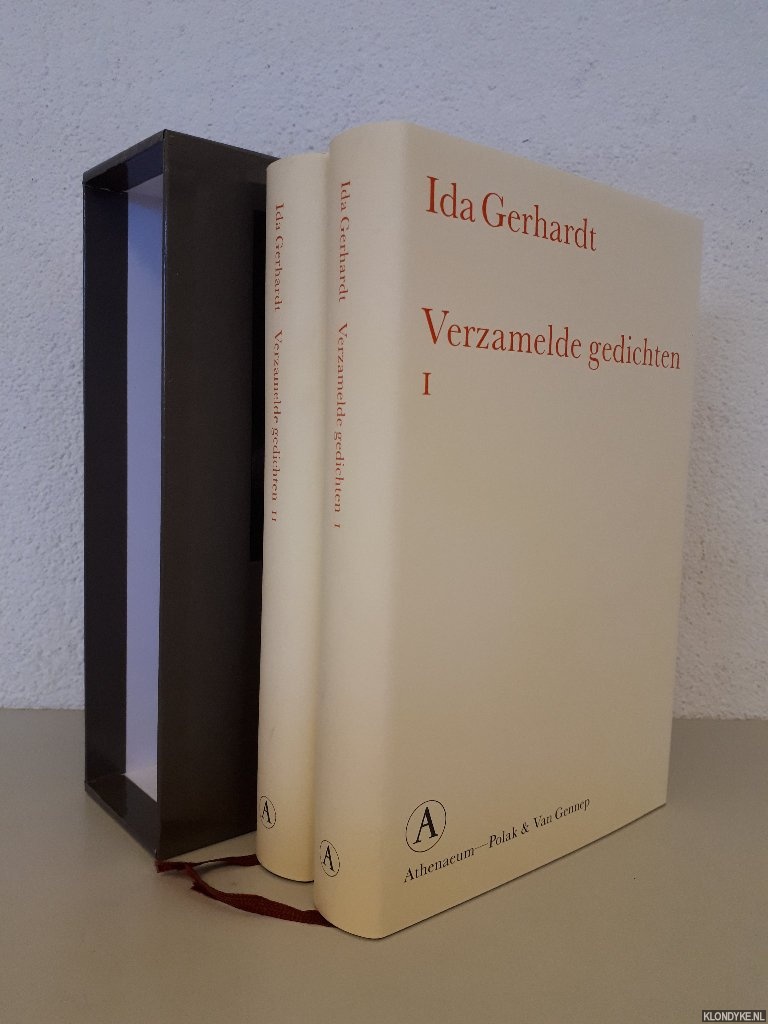 Ida Gerhardt
Verzamelde gedichten
I
A
Athenaeum—Polak & Van Gennep
Ida Gerhardt Verzamelde gedichten I
A
Ida Gerhardt Verzamelde gedichten II
A
KLONDYKE.NL